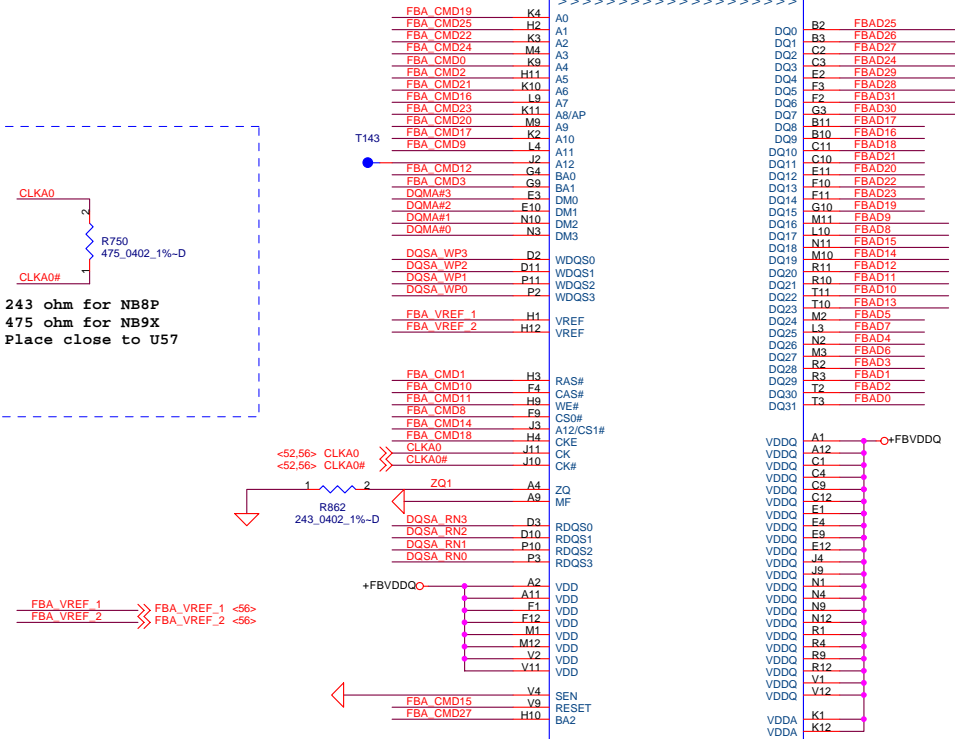 FBA_CMD19 K4 A0
FBA_CMD25 H2 A1
FBA_CMD22 K3 A2
FBA_CMD24 M4 A3
FBA_CMD0 K9 A4
FBA_CMD2 H11 A5
FBA_CMD21 K10 A6
FBA_CMD16 L9 A7
FBA_CMD23 K11 A8/AP
FBA_CMD20 M9 A9
FBA_CMD17 K2 A10
FBA_CMD9 L4 A11
T143 J2 A12
FBA_CMD12 G4 BA0
FBA_CMD3 G9 BA1
DQMA#3 E3 DM0
DQMA#2 E10 DM1
DQMA#1 N10 DM2
DQMA#0 N3 DM3
DQSA_WP3 D2 WDQS0
DQSA_WP2 D11 WDQS1
DQSA_WP1 P11 WDQS2
DQSA_WP0 P2 WDQS3
FBA_VREF_1 H1 VREF
FBA_VREF_2 H12 VREF
FBA_CMD1 H3 RAS#
FBA_CMD10 F4 CAS#
FBA_CMD11 H9 WE#
FBA_CMD8 F9 CS0#
FBA_CMD14 J3 A12/CS1#
FBA_CMD18 H4 CKE
<52,56> CLKA0 CLKA0 J11 CK
<52,56> CLKA0# CLKA0# J10 CK#
1 2 ZQ1 A4 ZQ
R862
243_0402_1%~D
A9 MF
DQSA_RN3 D3 RDQS0
DQSA_RN2 D10 RDQS1
DQSA_RN1 P10 RDQS2
DQSA_RN0 P3 RDQS3
+FBVDDQ A2 VDD
A11 VDD
F1 VDD
F12 VDD
M1 VDD
M12 VDD
V2 VDD
V11 VDD
V4 SEN
FBA_CMD15 V9 RESET
FBA_CMD27 H10 BA2
DQ0 B2 FBAD25
DQ1 B3 FBAD26
DQ2 C2 FBAD27
DQ3 C3 FBAD24
DQ4 E2 FBAD29
DQ5 F3 FBAD28
DQ6 F2 FBAD31
DQ7 G3 FBAD30
DQ8 B11 FBAD17
DQ9 B10 FBAD16
DQ10 C11 FBAD18
DQ11 C10 FBAD21
DQ12 E11 FBAD20
DQ13 F10 FBAD22
DQ14 F11 FBAD23
DQ15 G10 FBAD19
DQ16 M11 FBAD9
DQ17 L10 FBAD8
DQ18 N11 FBAD15
DQ19 M10 FBAD14
DQ20 R11 FBAD12
DQ21 R10 FBAD11
DQ22 T11 FBAD10
DQ23 T10 FBAD13
DQ24 M2 FBAD5
DQ25 L3 FBAD7
DQ26 N2 FBAD4
DQ27 M3 FBAD6
DQ28 R2 FBAD3
DQ29 R3 FBAD1
DQ30 T2 FBAD2
DQ31 T3 FBAD0
VDDQ A1 +FBVDDQ
VDDQ A12
VDDQ C1
VDDQ C4
VDDQ C9
VDDQ C12
VDDQ E1
VDDQ E4
VDDQ E9
VDDQ E12
VDDQ J4
VDDQ J9
VDDQ N1
VDDQ N4
VDDQ N9
VDDQ N12
VDDQ R1
VDDQ R4
VDDQ R9
VDDQ R12
VDDQ V1
VDDQ V12
VDDA K1
VDDA K12
CLKA0
2
R750
475_0402_1%~D
1
CLKA0#
243 ohm for NB8P
475 ohm for NB9X
Place close to U57
FBA_VREF_1 FBA_VREF_1 <56>
FBA_VREF_2 FBA_VREF_2 <56>